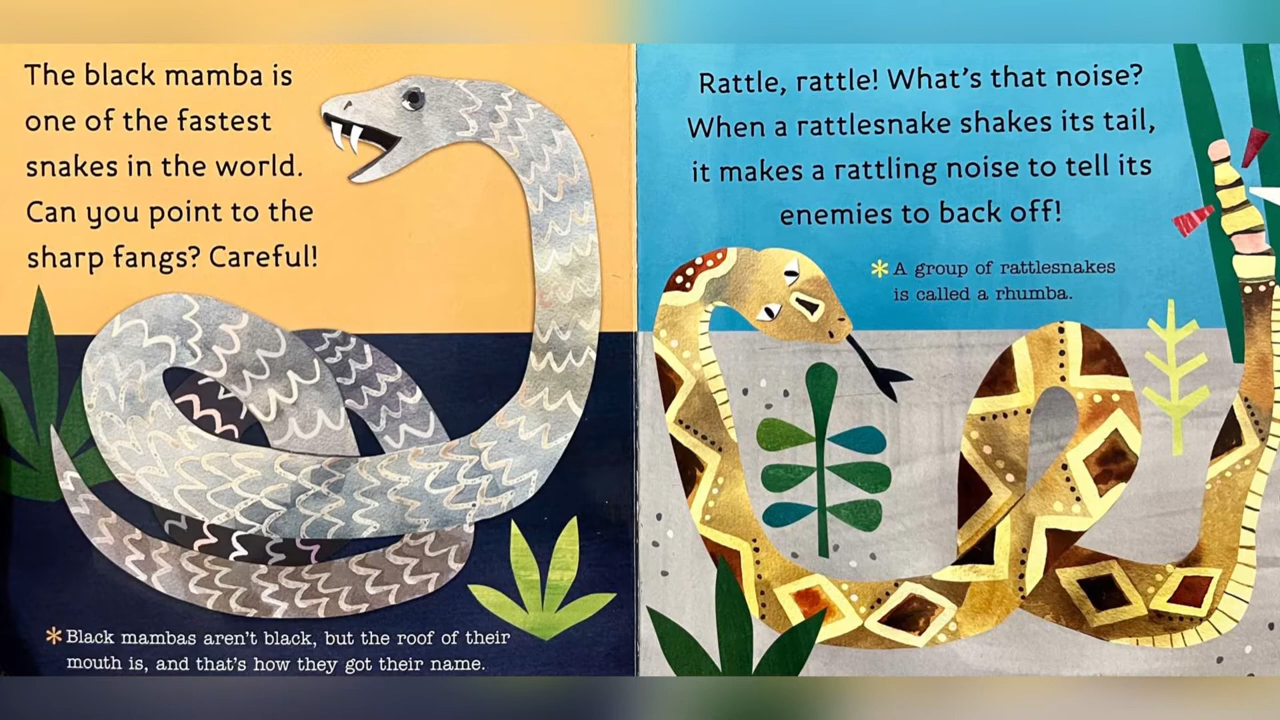 The black mamba is
one of the fastest
snakes in the world.
Can you point to the
sharp fangs? Careful!
*Black mambas aren't black, but the roof of their
mouth is, and that's how they got their name.
Rattle, rattle! What's that noise?
When a rattlesnake shakes its tail,
it makes a rattling noise to tell its
enemies to back off!
*A group of rattlesnakes
is called a rhumba.